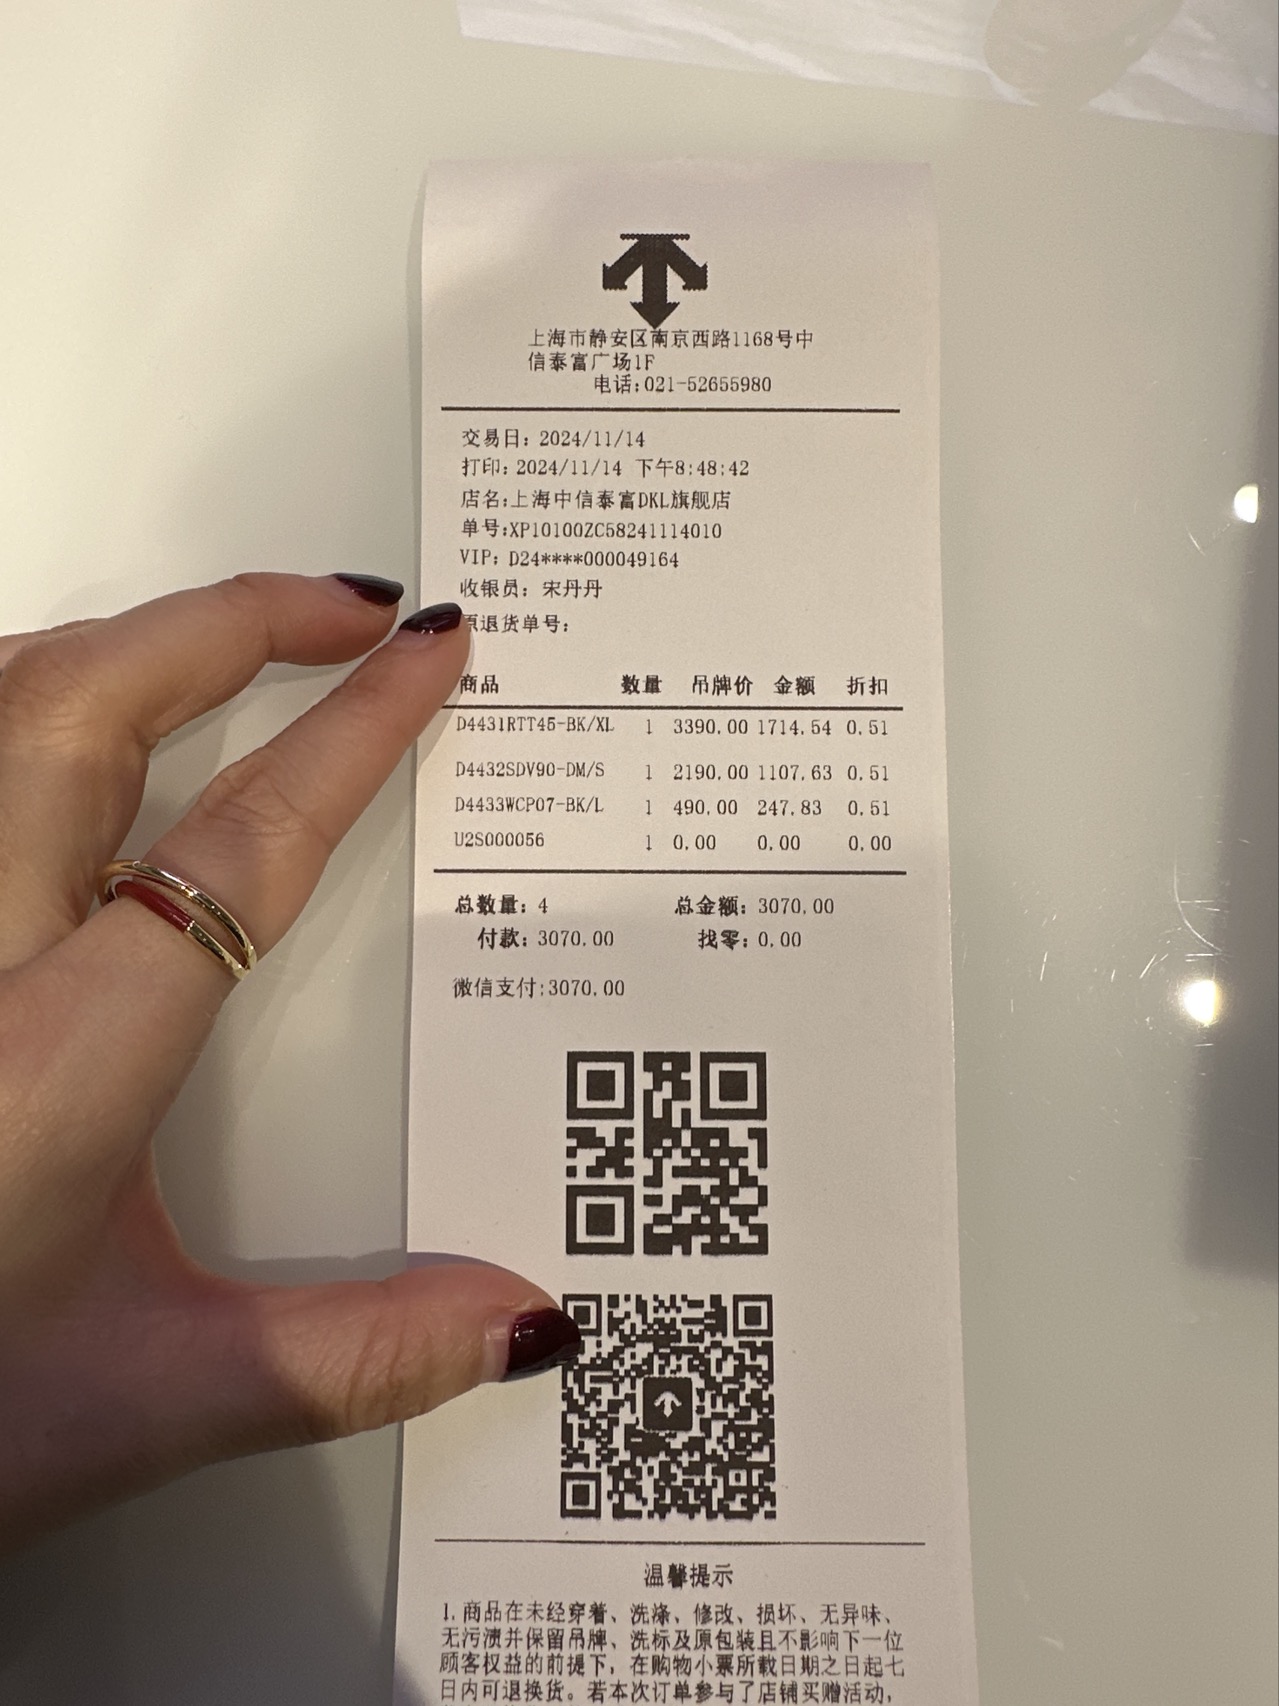 上海市静安区南京西路1168号中
信泰富广场1F
电话:021-52655980
交易日: 2024/11/14
打印: 2024/11/14 下午8:48:42
店名:上海中信泰富DKL旗舰店
单号:XP10100ZC58241114010
VIP: D24****000049164
收银员: 宋丹丹
原退货单号:
商品 数量 吊牌价 金额 折扣
D4431RTT45-BK/XL 1 3390.00 1714.54 0.51
D4432SDV90-DM/S 1 2190.00 1107.63 0.51
D4433WCP07-BK/L 1 490.00 247.83 0.51
U2S000056 1 0.00 0.00 0.00
总数量: 4 总金额: 3070.00
付款: 3070.00 找零: 0.00
微信支付:3070.00
温馨提示
1.商品在未经穿着、洗涤、修改、损坏、无异味、
无污渍并保留吊牌、洗标及原包装且不影响下一位
顾客权益的前提下，在购物小票所载日期之日起七
日内可退换货。若本次订单参与了店铺买赠活动，